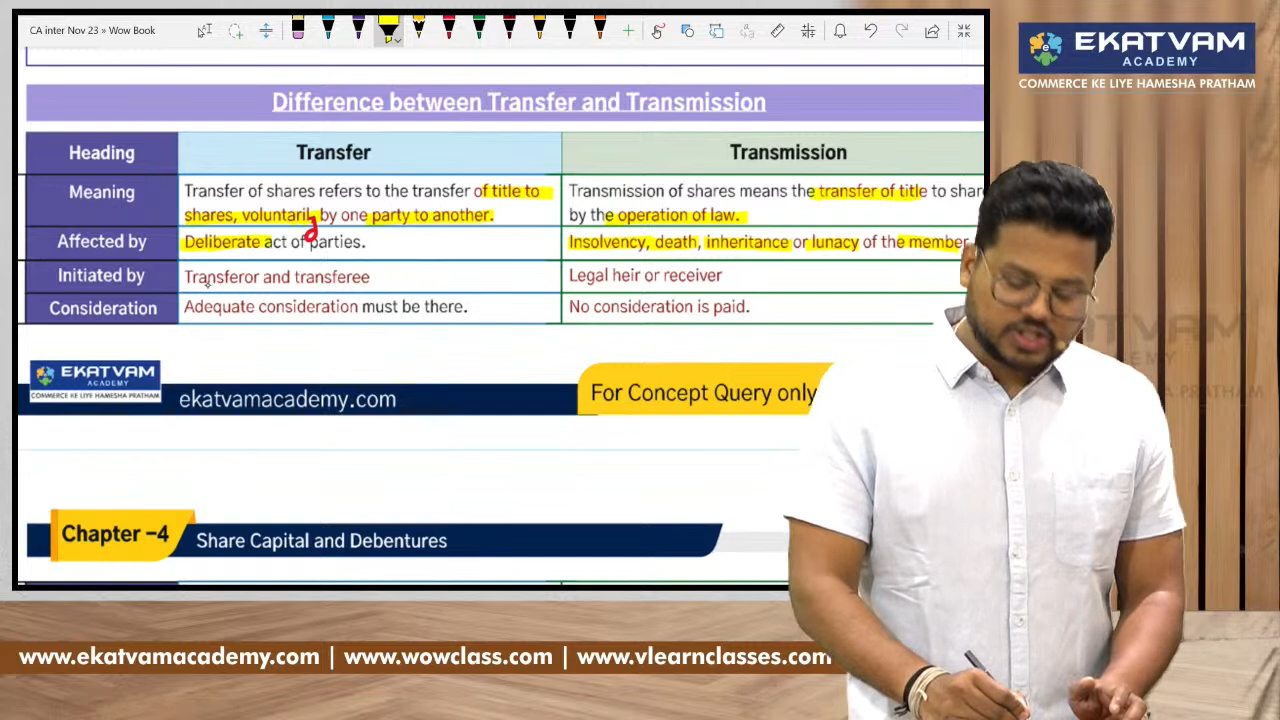 CA inter Nov 23 » Wow Book
EKATVAM
ACADEMY
COMMERCE KE LIYE HAMESHA PRATHAM
Difference between Transfer and Transmission
Heading Transfer Transmission
Meaning Transfer of shares refers to the transfer of title to shares, voluntarily by one party to another. Transmission of shares means the transfer of title to share by the operation of law.
Affected by Deliberate act of parties. Insolvency, death, inheritance or lunacy of the member
Initiated by Transferor and transferee Legal heir or receiver
Consideration Adequate consideration must be there. No consideration is paid.
EKATVAM
ACADEMY
COMMERCE KE LIYE HAMESHA PRATHAM
ekatvamacademy.com
For Concept Query only
Chapter –4 Share Capital and Debentures
www.ekatvamacademy.com | www.wowclass.com | www.vlearnclasses.com